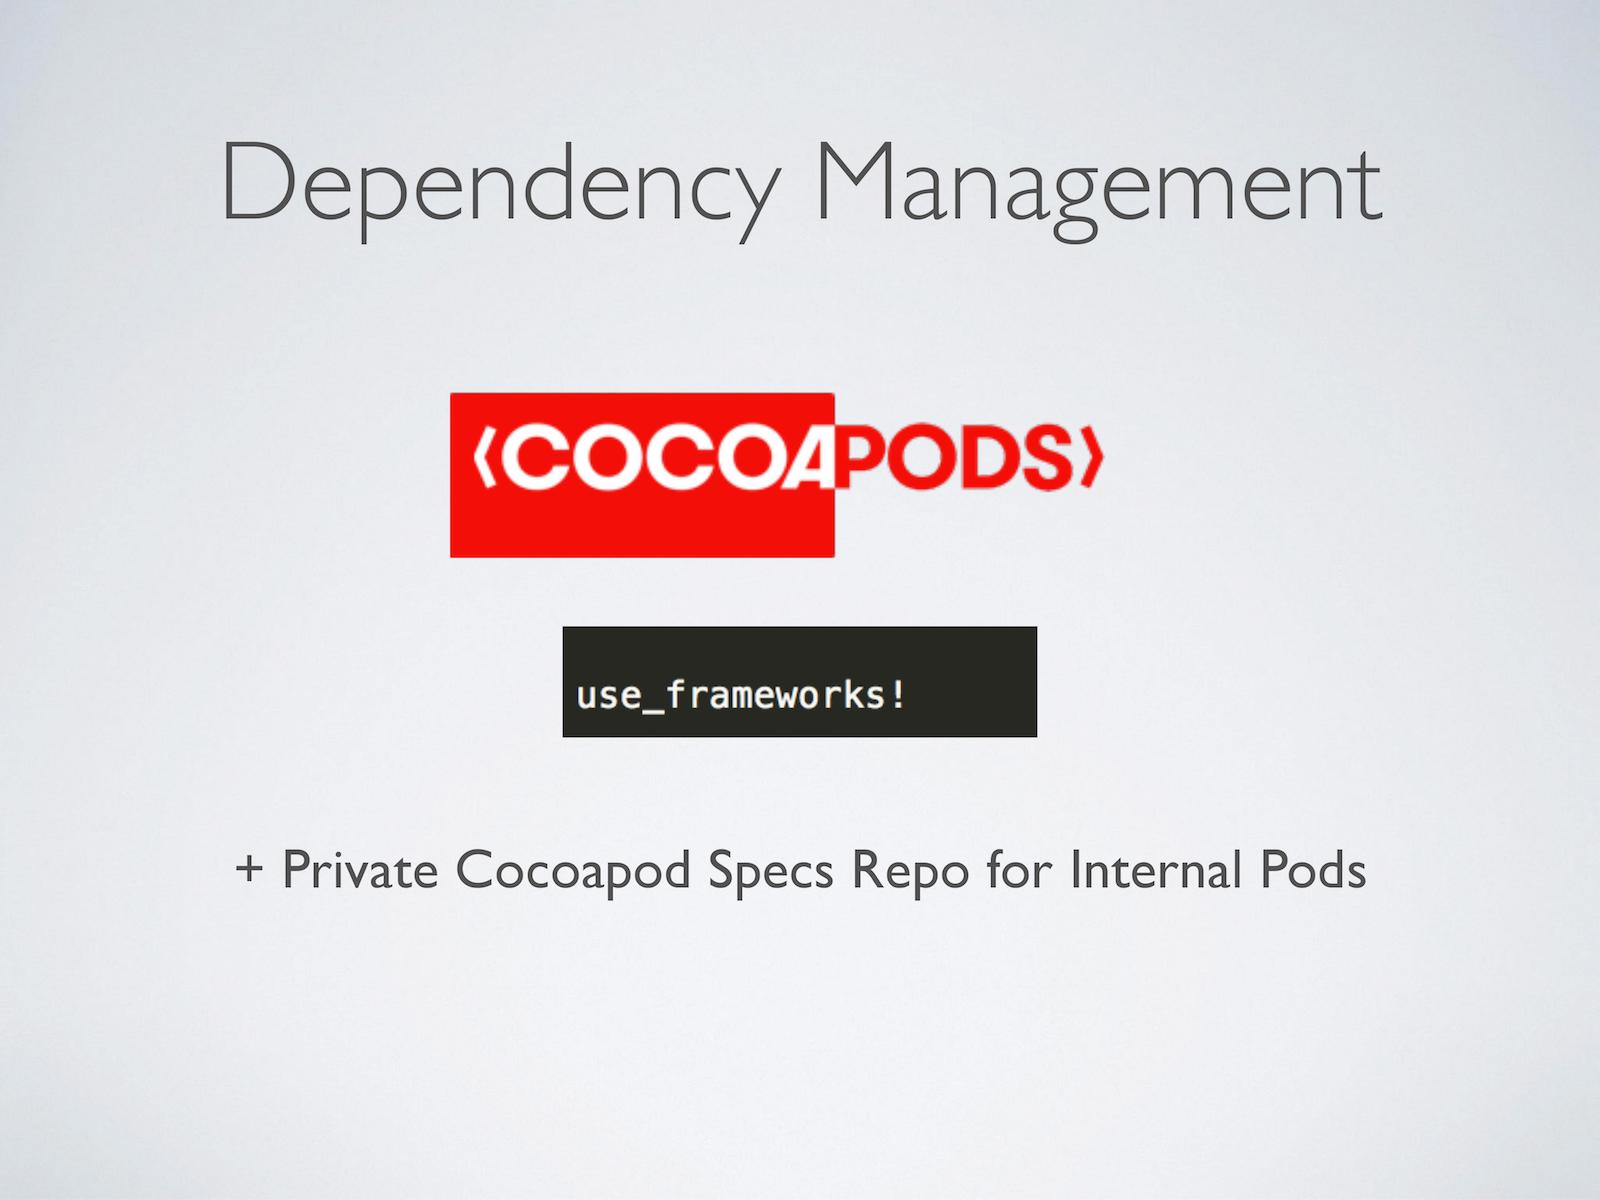 Dependency Management
⟨COCOAPODS⟩
use_frameworks!
+ Private Cocoapod Specs Repo for Internal Pods